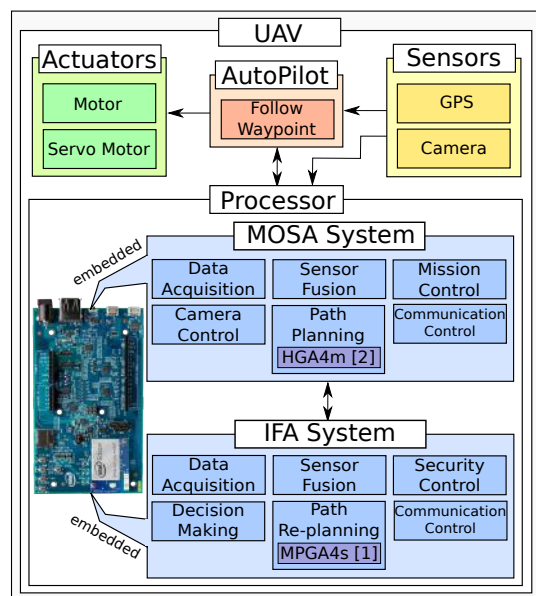 UAV
Actuators
Motor
Servo Motor
AutoPilot
Follow
Waypoint
Sensors
GPS
Camera
Processor
embedded
MOSA System
Data
Acquisition
Sensor
Fusion
Mission
Control
Camera
Control
Path
Planning
HGA4m [2]
Communication
Control
embedded
IFA System
Data
Acquisition
Sensor
Fusion
Security
Control
Decision
Making
Path
Re-planning
MPGA4s [1]
Communication
Control